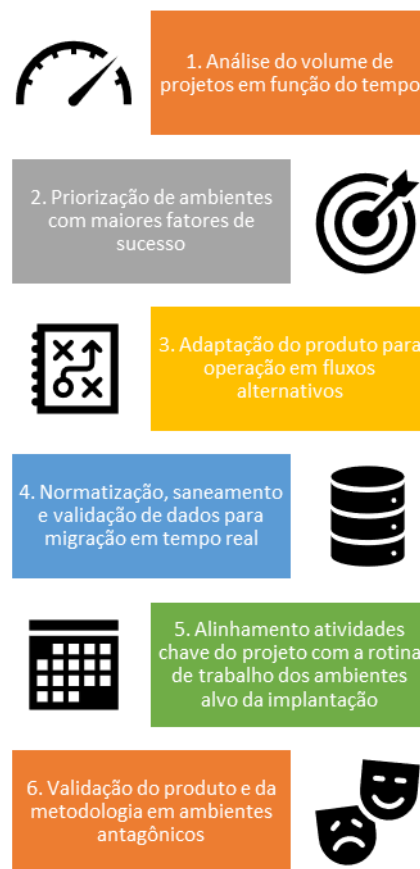 1. Análise do volume de
projetos em função do tempo
2. Priorização de ambientes
com maiores fatores de
sucesso
3. Adaptação do produto para
operação em fluxos
alternativos
4. Normatização, saneamento
e validação de dados para
migração em tempo real
5. Alinhamento atividades
chave do projeto com a rotina
de trabalho dos ambientes
alvo da implantação
6. Validação do produto e da
metodologia em ambientes
antagônicos